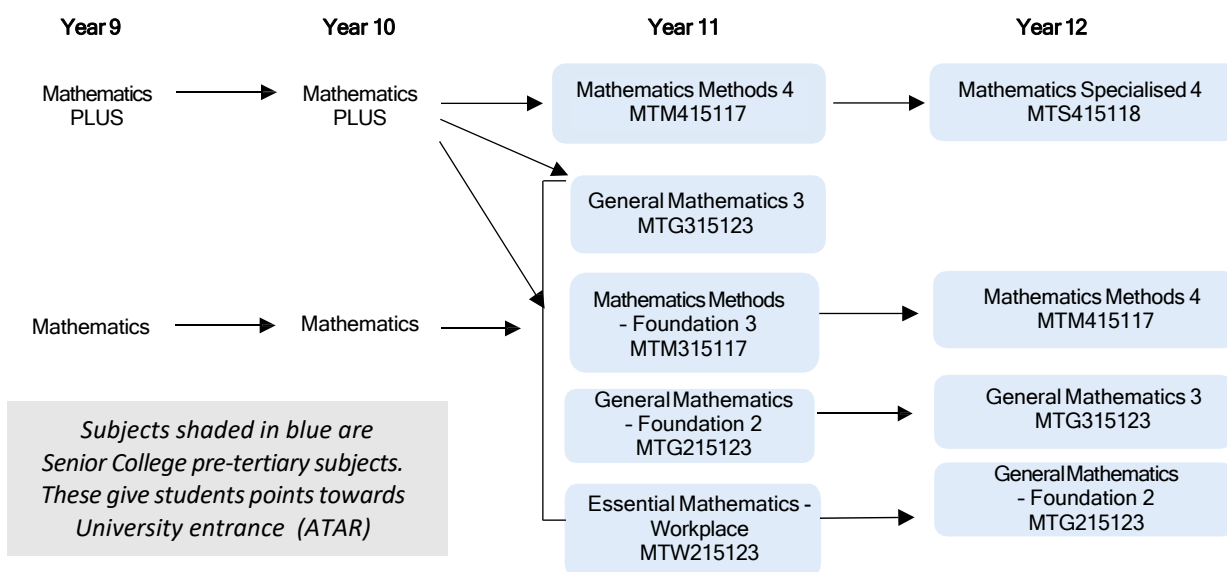 Year 9
Year 10
Year 11
Year 12
Mathematics
PLUS
Mathematics
PLUS
Mathematics Methods 4
MTM415117
Mathematics Specialised 4
MTS415118
General Mathematics 3
MTG315123
Mathematics
Mathematics
Mathematics Methods
- Foundation 3
MTM315117
Mathematics Methods 4
MTM415117
General Mathematics
- Foundation 2
MTG215123
General Mathematics 3
MTG315123
Essential Mathematics -
Workplace
MTW215123
General Mathematics
- Foundation 2
MTG215123
Subjects shaded in blue are
Senior College pre-tertiary subjects.
These give students points towards
University entrance (ATAR)